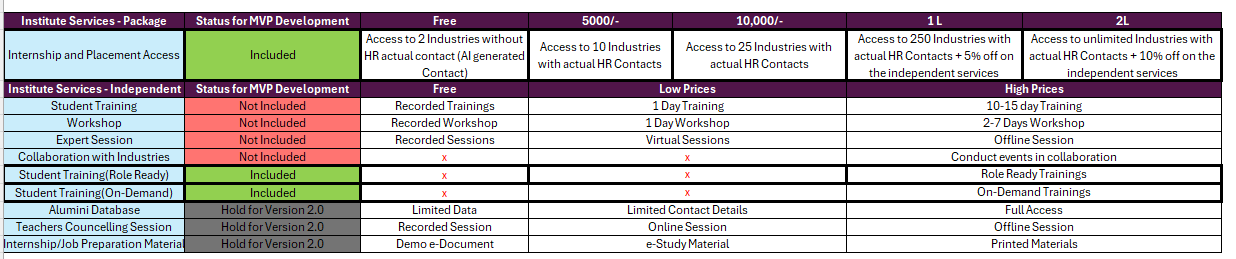 Institute Services - Package Status for MVP Development Free 5000/- 10,000/- 1 L 2L
Internship and Placement Access Included
Access to 2 Industries without
HR actual contact (AI generated
Contact)
Access to 10 Industries
with actual HR Contacts
Access to 25 Industries with
actual HR Contacts
Access to 250 Industries with
actual HR Contacts + 5% off on
the independent services
Access to unlimited Industries with
actual HR Contacts + 10% off on the
independent services
Institute Services - Independent Status for MVP Development Free Low Prices High Prices
Student Training Not Included Recorded Trainings 1 Day Training 10-15 day Training
Workshop Not Included Recorded Workshop 1 Day Workshop 2-7 Days Workshop
Expert Session Not Included Recorded Sessions Virtual Sessions Offline Session
Collaboration with Industries Not Included x x Conduct events in collaboration
Student Training(Role Ready) Included x x Role Ready Trainings
Student Training(On-Demand) Included x x On-Demand Trainings
Alumini Database Hold for Version 2.0 Limited Data Limited Contact Details Full Access
Teachers Councelling Session Hold for Version 2.0 Recorded Session Online Session Offline Session
Internship/Job Preparation Material Hold for Version 2.0 Demo e-Document e-Study Material Printed Materials